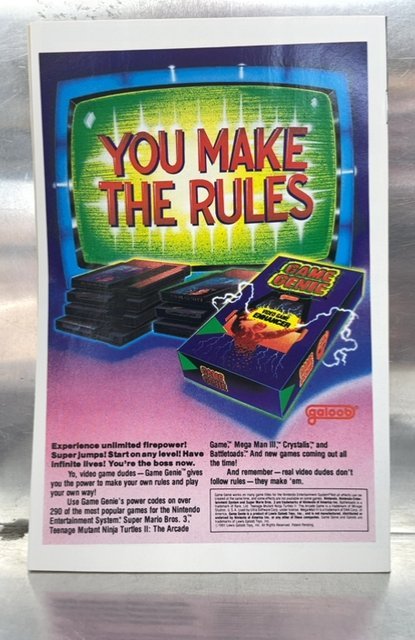 YOU MAKE
THE RULES
GAME
GENIE
VIDEO GAME
ENHANCER
GAME
GENIE
galoob
Experience unlimited firepower!
Super jumps! Start on any level! Have
infinite lives! You're the boss now.
Yo, video game dudes — Game Genie™ gives
you the power to make your own rules and play
your own way!
Use Game Genie's power codes on over
290 of the most popular games for the Nintendo
Entertainment System®. Super Mario Bros. 3,™
Teenage Mutant Ninja Turtles II: The Arcade
Game,™ Mega Man III,™ Crystalis,™ and
Battletoads.™ And new games coming out all
the time!
And remember — real video dudes don't
follow rules — they make 'em.